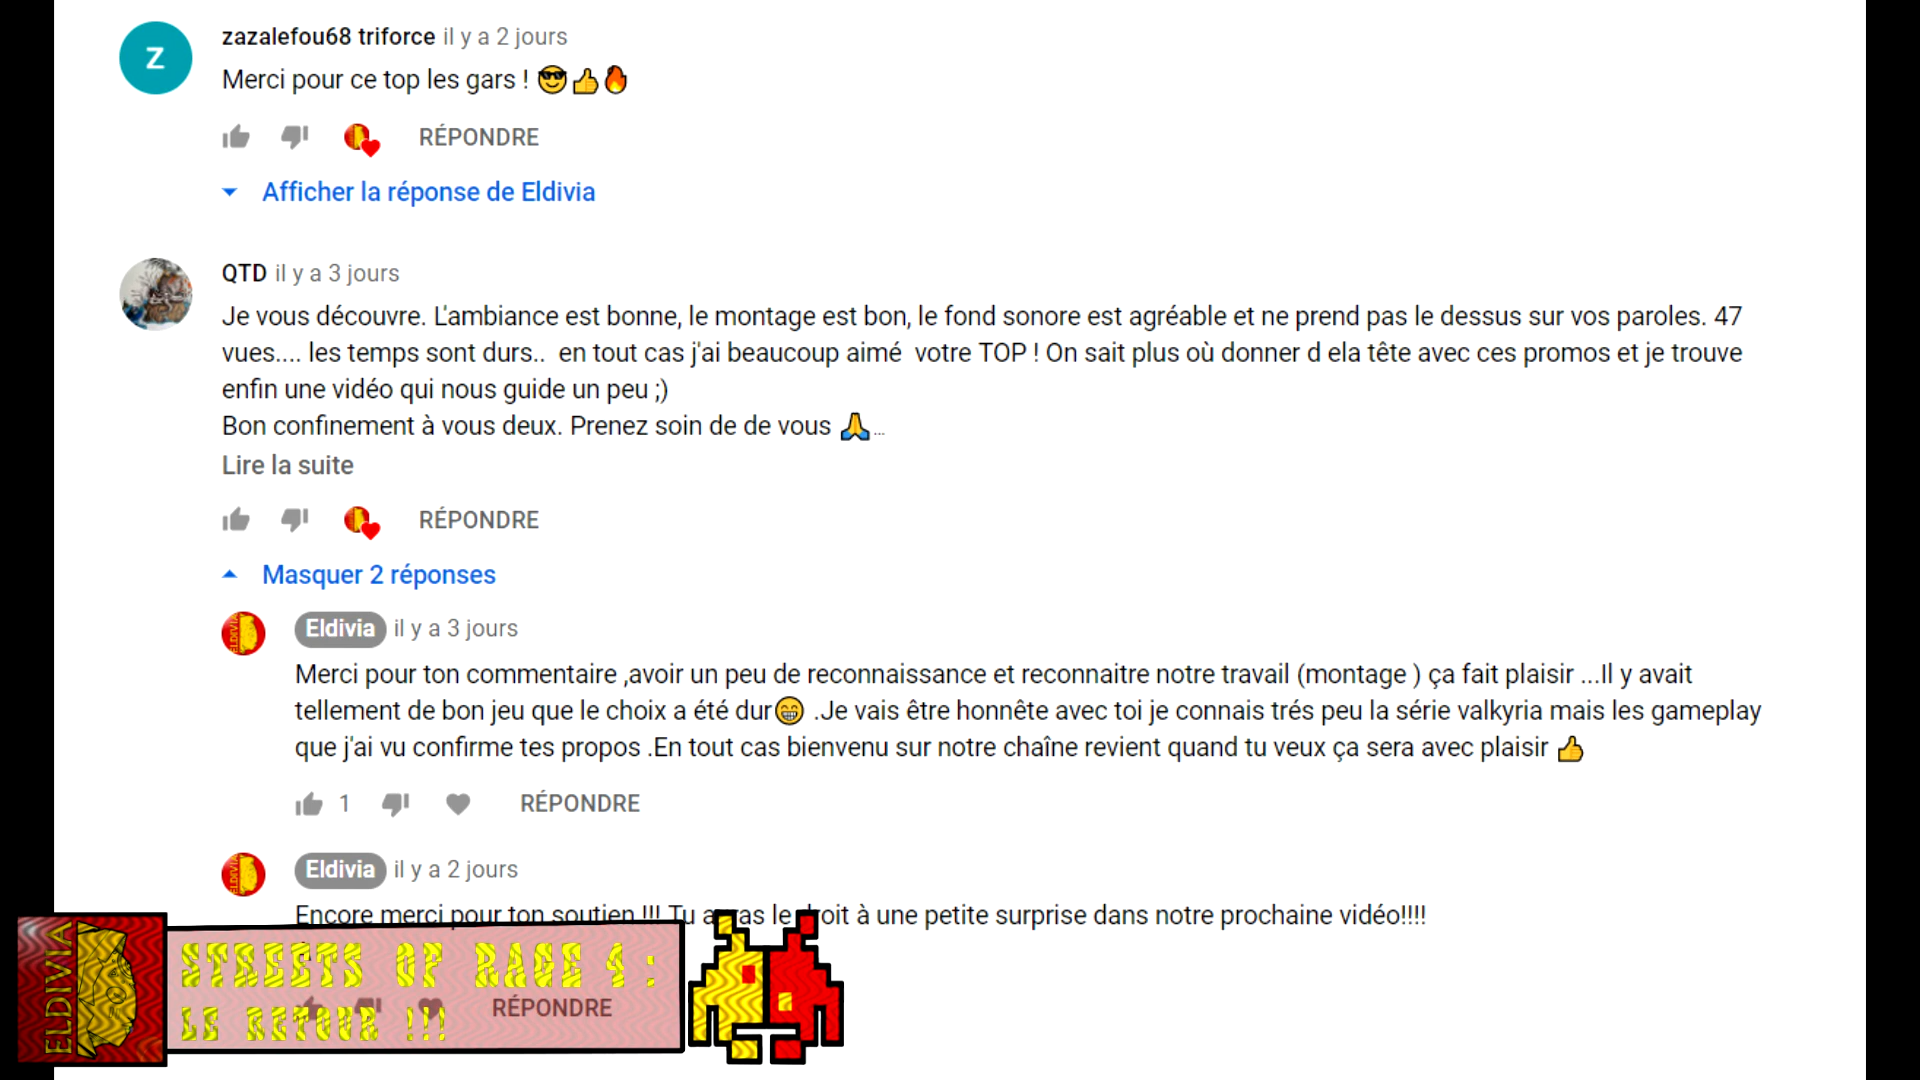 Z
zazalefou68 triforce il y a 2 jours
Merci pour ce top les gars ! 😎👍🔥
RÉPONDRE
Afficher la réponse de Eldivia
QTD il y a 3 jours
Je vous découvre. L'ambiance est bonne, le montage est bon, le fond sonore est agréable et ne prend pas le dessus sur vos paroles. 47
vues.... les temps sont durs.. en tout cas j'ai beaucoup aimé votre TOP ! On sait plus où donner d ela tête avec ces promos et je trouve
enfin une vidéo qui nous guide un peu ;)
Bon confinement à vous deux. Prenez soin de de vous 🙏...
Lire la suite
RÉPONDRE
Masquer 2 réponses
Eldivia il y a 3 jours
Merci pour ton commentaire ,avoir un peu de reconnaissance et reconnaitre notre travail (montage ) ça fait plaisir ...Il y avait
tellement de bon jeu que le choix a été dur😁 .Je vais être honnête avec toi je connais trés peu la série valkyria mais les gameplay
que j'ai vu confirme tes propos .En tout cas bienvenu sur notre chaîne revient quand tu veux ça sera avec plaisir 👍
1 RÉPONDRE
Eldivia il y a 2 jours
Encore merci pour ton soutien !!! Tu le à une petite surprise dans notre prochaine vidéo!!!!
RÉPONDRE
ELDIVIA
STREETS OF RAGE 4 :
LE RETOUR !!!